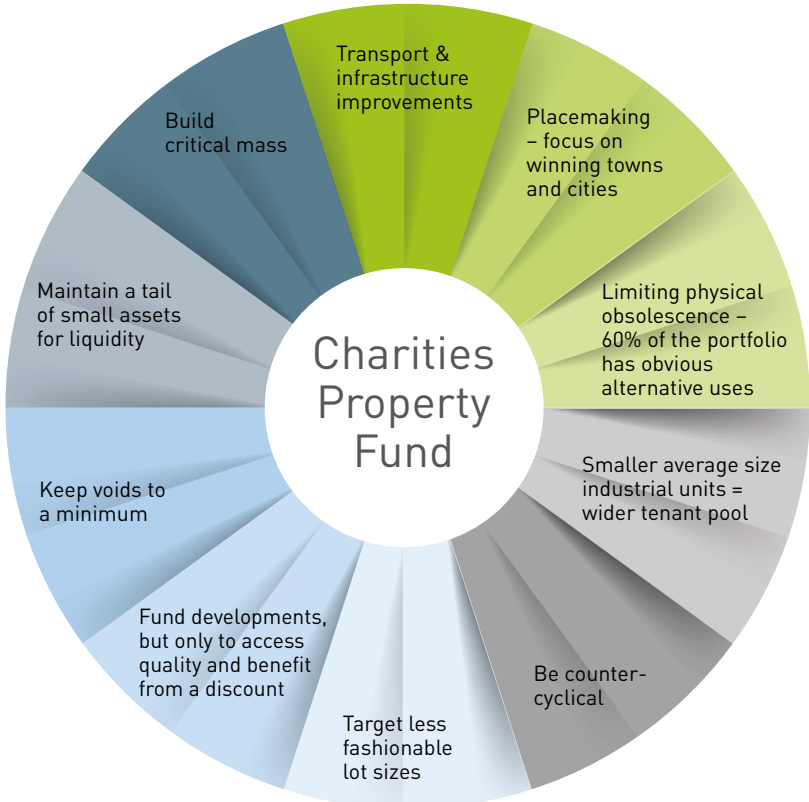 Transport &
infrastructure
improvements
Placemaking
– focus on
winning towns
and cities
Limiting physical
obsolescence –
60% of the portfolio
has obvious
alternative uses
Smaller average size
industrial units =
wider tenant pool
Be counter-
cyclical
Target less
fashionable
lot sizes
Fund developments,
but only to access
quality and benefit
from a discount
Keep voids to
a minimum
Maintain a tail
of small assets
for liquidity
Build
critical mass
Charities
Property
Fund